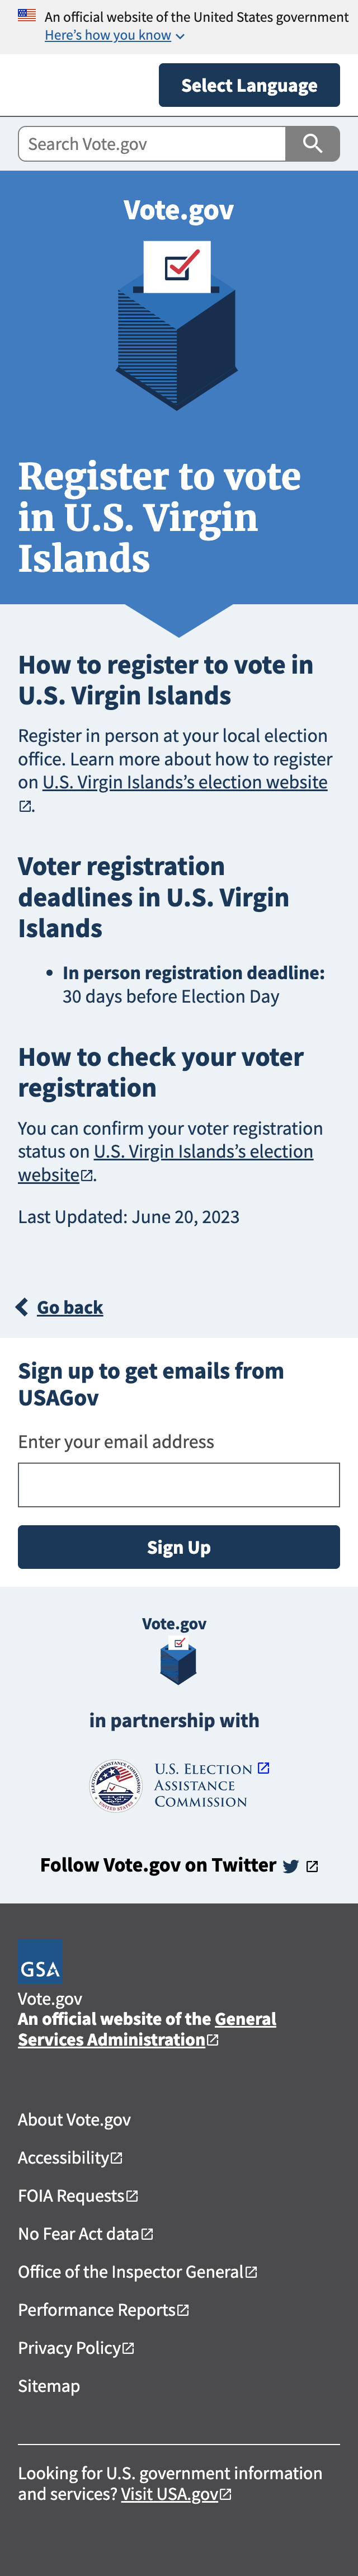 An official website of the United States government
Here's how you know
Select Language
Search Vote.gov
Vote.gov
Register to vote
in U.S. Virgin
Islands
How to register to vote in
U.S. Virgin Islands
Register in person at your local election
office. Learn more about how to register
on U.S. Virgin Islands's election website
.
Voter registration
deadlines in U.S. Virgin
Islands
• In person registration deadline:
30 days before Election Day
How to check your voter
registration
You can confirm your voter registration
status on U.S. Virgin Islands's election
website.
Last Updated: June 20, 2023
Go back
Sign up to get emails from
USAGov
Enter your email address
Sign Up
Vote.gov
in partnership with
U.S. ELECTION
ASSISTANCE
COMMISSION
Follow Vote.gov on Twitter
GSA
Vote.gov
An official website of the General
Services Administration
About Vote.gov
Accessibility
FOIA Requests
No Fear Act data
Office of the Inspector General
Performance Reports
Privacy Policy
Sitemap
Looking for U.S. government information
and services? Visit USA.gov